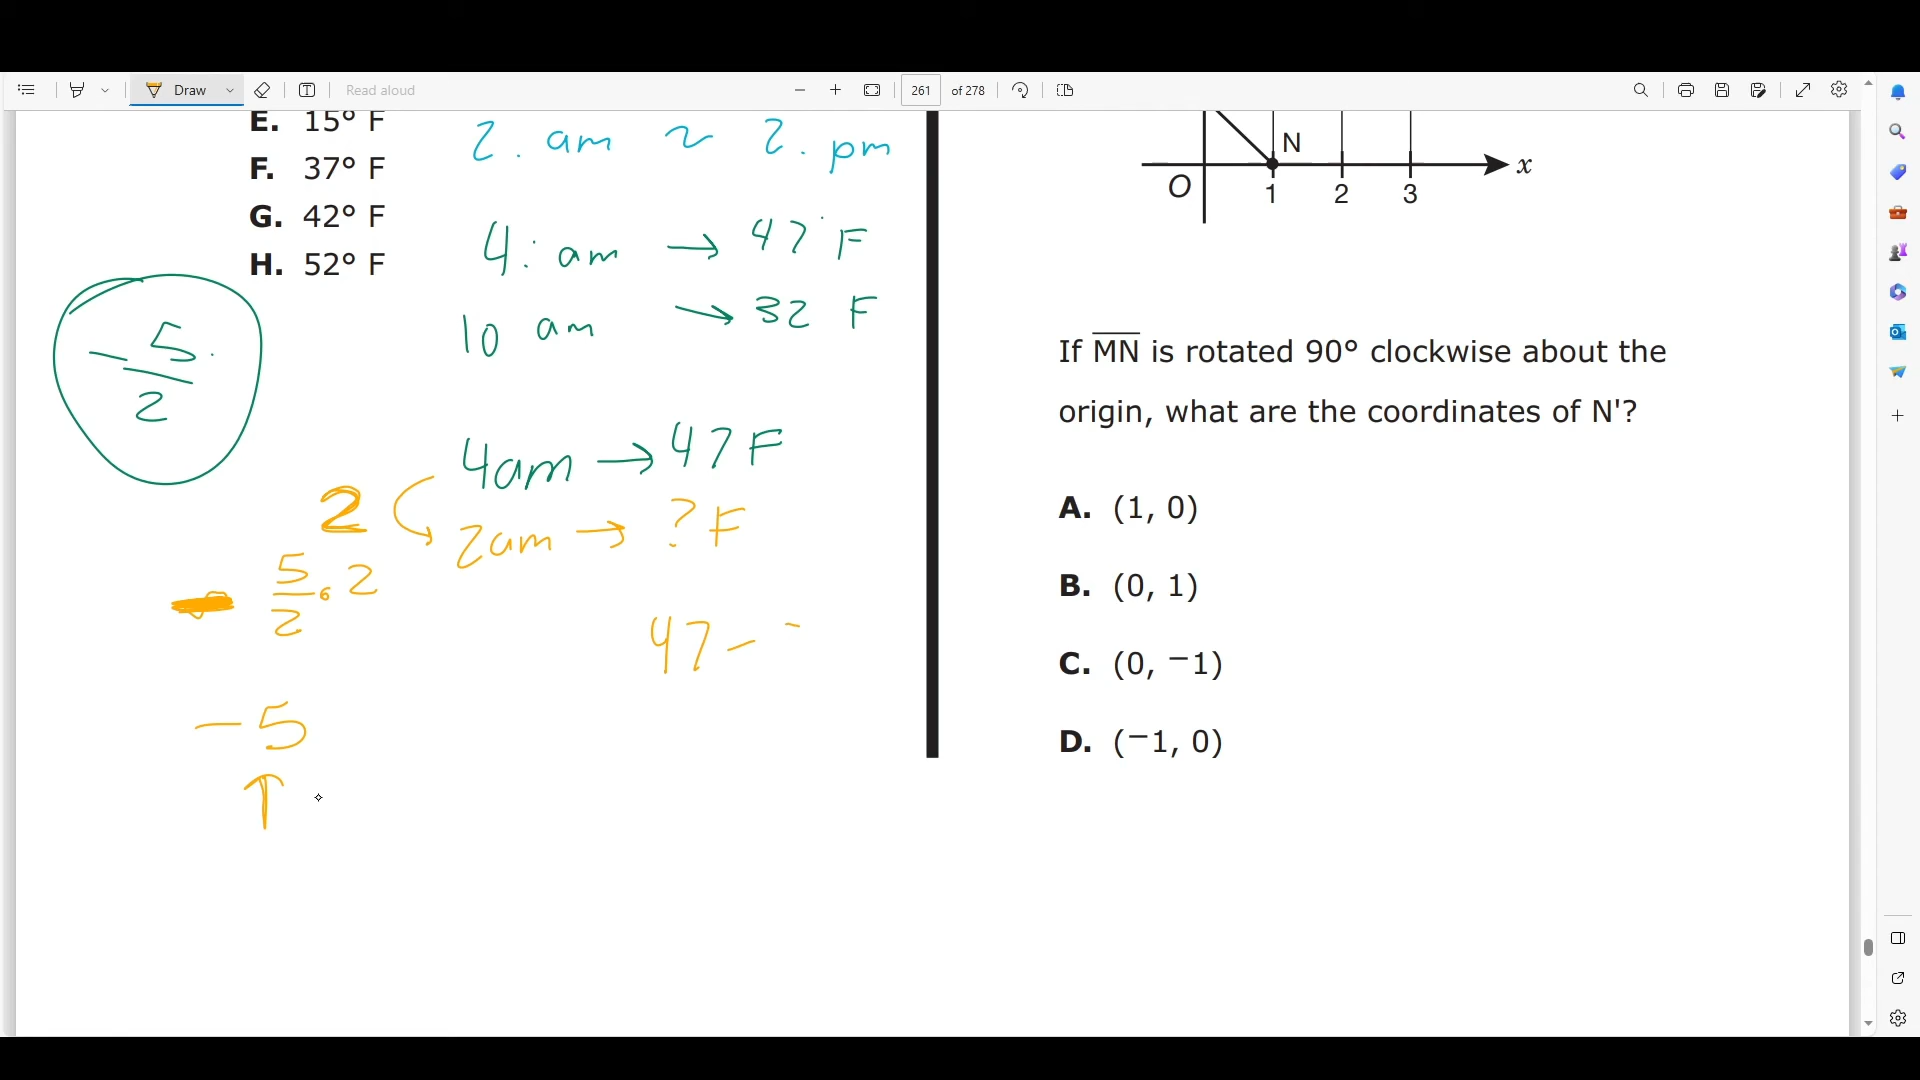 Draw
Read aloud
261 of 278
E. 15° F
F. 37° F
G. 42° F
H. 52° F
2. am ~ 2. pm
4: am → 47 F
10 am → 32 F
-5/2
4am → 47 F
2
2am → ? F
5/2 . 2
47 -
-5
↑
N
O
1 2 3
x
If MN is rotated 90° clockwise about the
origin, what are the coordinates of N'?
A. (1, 0)
B. (0, 1)
C. (0, ⁻1)
D. (⁻1, 0)